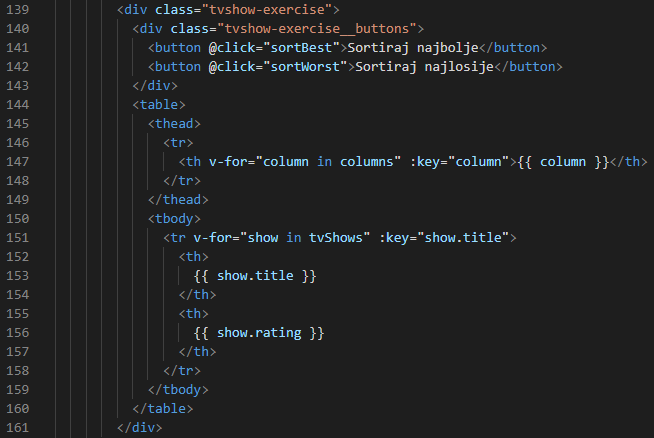 139 <div class="tvshow-exercise">
140 <div class="tvshow-exercise__buttons">
141 <button @click="sortBest">Sortiraj najbolje</button>
142 <button @click="sortWorst">Sortiraj najlosije</button>
143 </div>
144 <table>
145 <thead>
146 <tr>
147 <th v-for="column in columns" :key="column">{{ column }}</th>
148 </tr>
149 </thead>
150 <tbody>
151 <tr v-for="show in tvShows" :key="show.title">
152 <th>
153 {{ show.title }}
154 </th>
155 <th>
156 {{ show.rating }}
157 </th>
158 </tr>
159 </tbody>
160 </table>
161 </div>